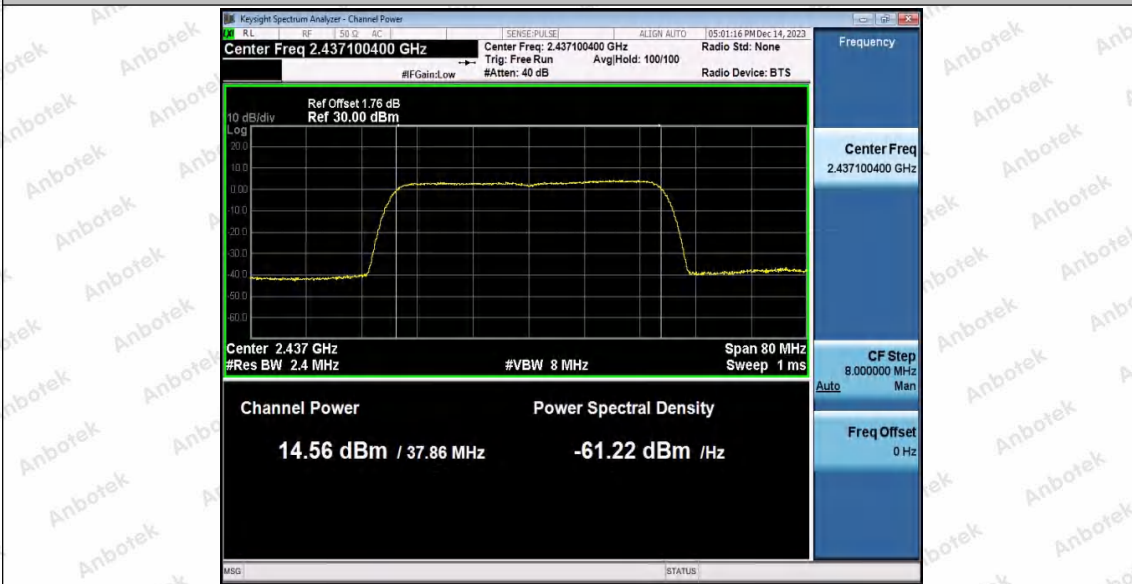 Keysight Spectrum Analyzer - Channel Power
RL RF 50 Ω AC SENSE:PULSE ALIGN AUTO 05:01:16 PM Dec 14, 2023
Center Freq 2.437100400 GHz
Center Freq: 2.437100400 GHz
Radio Std: None
Trig: Free Run Avg|Hold: 100/100
#IFGain:Low
#Atten: 40 dB
Radio Device: BTS
Ref Offset 1.76 dB
10 dB/div
Ref 30.00 dBm
Log
20.0
10.0
0.00
-10.0
-20.0
-30.0
-40.0
-50.0
-60.0
Center 2.437 GHz
Span 80 MHz
#Res BW 2.4 MHz
#VBW 8 MHz
Sweep 1 ms
Channel Power
Power Spectral Density
14.56 dBm / 37.86 MHz
-61.22 dBm /Hz
MSG
STATUS
Frequency
Center Freq
2.437100400 GHz
CF Step
8.000000 MHz
Auto Man
Freq Offset
0 Hz
Anbotek